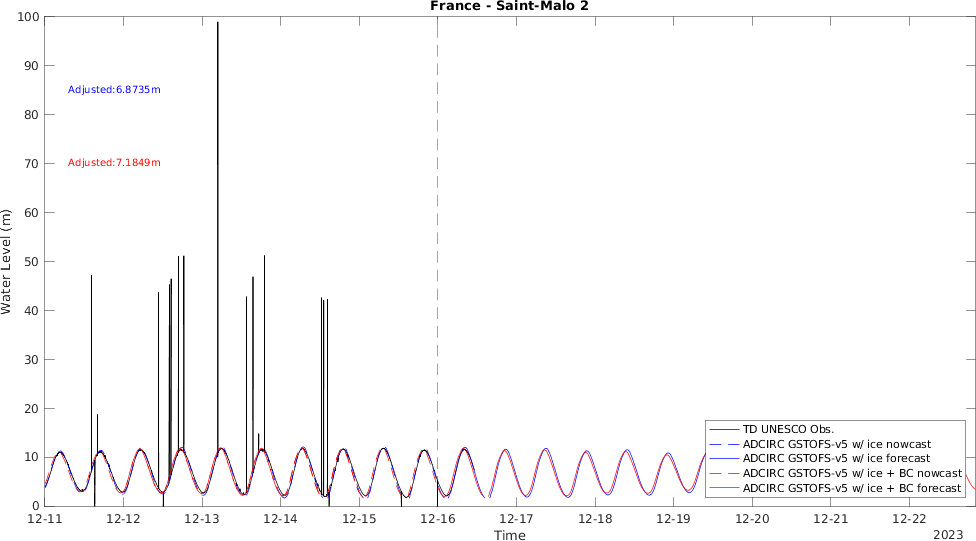 France - Saint-Malo 2
100
90
80
70
60
50
40
30
20
10
0
Water Level (m)
Adjusted:6.8735m
Adjusted:7.1849m
TD UNESCO Obs.
ADCIRC GSTOFS-v5 w/ ice nowcast
ADCIRC GSTOFS-v5 w/ ice forecast
ADCIRC GSTOFS-v5 w/ ice + BC nowcast
ADCIRC GSTOFS-v5 w/ ice + BC forecast
12-11 12-12 12-13 12-14 12-15 12-16 12-17 12-18 12-19 12-20 12-21 12-22
Time
2023